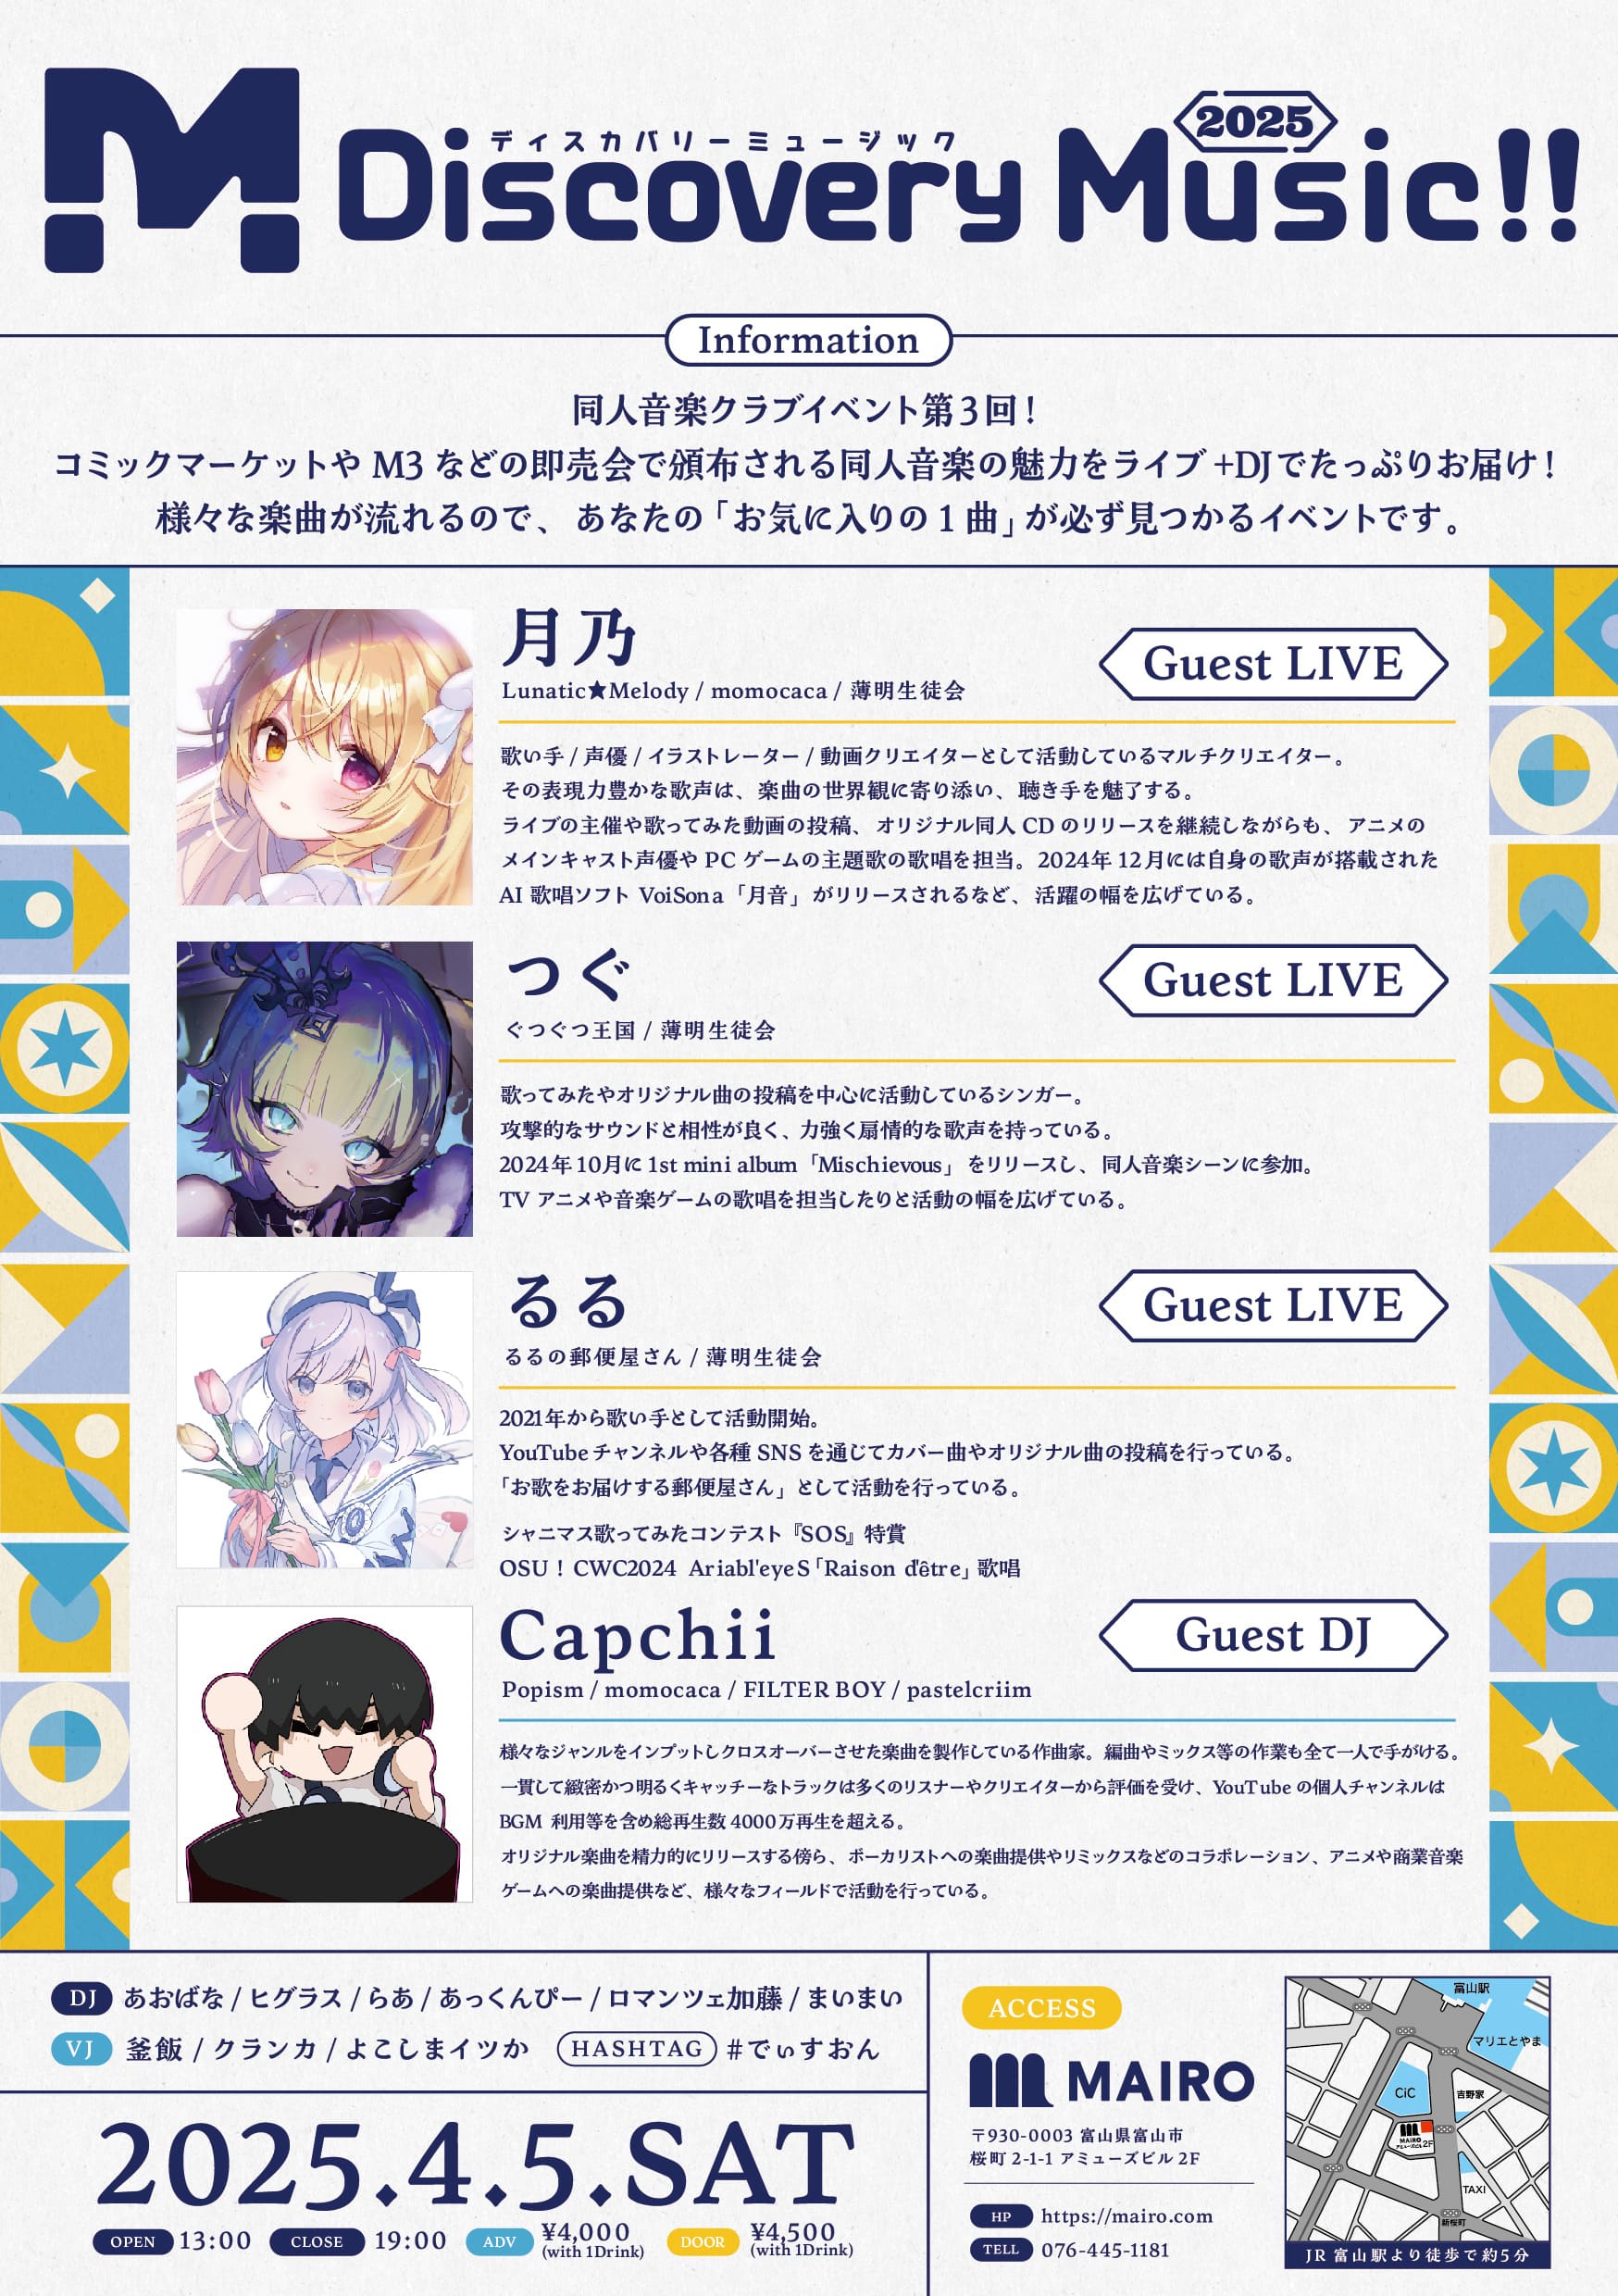 ディスカバリーミュージック
2025
Discovery Music!!
Information
同人音楽クラブイベント第3回！
コミックマーケットや M3 などの即売会で頒布される同人音楽の魅力をライブ+DJでたっぷりお届け！
様々な楽曲が流れるので、あなたの「お気に入りの1曲」が必ず見つかるイベントです。
月乃
Guest LIVE
Lunatic★Melody / momocaca / 薄明生徒会
歌い手 / 声優 / イラストレーター / 動画クリエイターとして活動しているマルチクリエイター。
その表現力豊かな歌声は、楽曲の世界観に寄り添い、聴き手を魅了する。
ライブの主催や歌ってみた動画の投稿、オリジナル同人 CD のリリースを継続しながらも、アニメの
メインキャスト声優や PC ゲームの主題歌の歌唱を担当。2024年 12月には自身の歌声が搭載された
AI 歌唱ソフト VoiSona「月音」がリリースされるなど、活躍の幅を広げている。
つぐ
Guest LIVE
ぐつぐつ王国 / 薄明生徒会
歌ってみたやオリジナル曲の投稿を中心に活動しているシンガー。
攻撃的なサウンドと相性が良く、力強く扇情的な歌声を持っている。
2024年10月に 1st mini album「Mischievous」をリリースし、同人音楽シーンに参加。
TV アニメや音楽ゲームの歌唱を担当したりと活動の幅を広げている。
るる
Guest LIVE
るるの郵便屋さん / 薄明生徒会
2021年から歌い手として活動開始。
YouTubeチャンネルや各種 SNS を通じてカバー曲やオリジナル曲の投稿を行っている。
「お歌をお届けする郵便屋さん」として活動を行っている。
シャニマス歌ってみたコンテスト『SOS』特賞
OSU！CWC2024 Ariabl'eyeS「Raison d'être」歌唱
Capchii
Guest DJ
Popism / momocaca / FILTER BOY / pastelcriim
様々なジャンルをインプットしクロスオーバーさせた楽曲を製作している作曲家。編曲やミックス等の作業も全て一人で手がける。
一貫して緻密かつ明るくキャッチーなトラックは多くのリスナーやクリエイターから評価を受け、YouTube の個人チャンネルは
BGM 利用等を含め総再生数 4000万再生を超える。
オリジナル楽曲を精力的にリリースする傍ら、ボーカリストへの楽曲提供やリミックスなどのコラボレーション、アニメや商業音楽
ゲームへの楽曲提供など、様々なフィールドで活動を行っている。
DJ あおばな / ヒグラス / らあ / あっくんぴー / ロマンツェ加藤 / まいまい
VJ 釜飯 / クランカ / よこしまイツか HASHTAG #でぃすおん
2025.4.5.SAT
OPEN 13:00 CLOSE 19:00 ADV ¥4,000 (with 1Drink) DOOR ¥4,500 (with 1Drink)
ACCESS
MAIRO
〒930-0003 富山県富山市
桜町 2-1-1 アミューズビル 2F
HP https://mairo.com
TELL 076-445-1181
富山駅
マリエとやま
CiC
吉野家
MAIRO
アミューズビル2F
TAXI
新桜町
JR 富山駅より徒歩で約5分